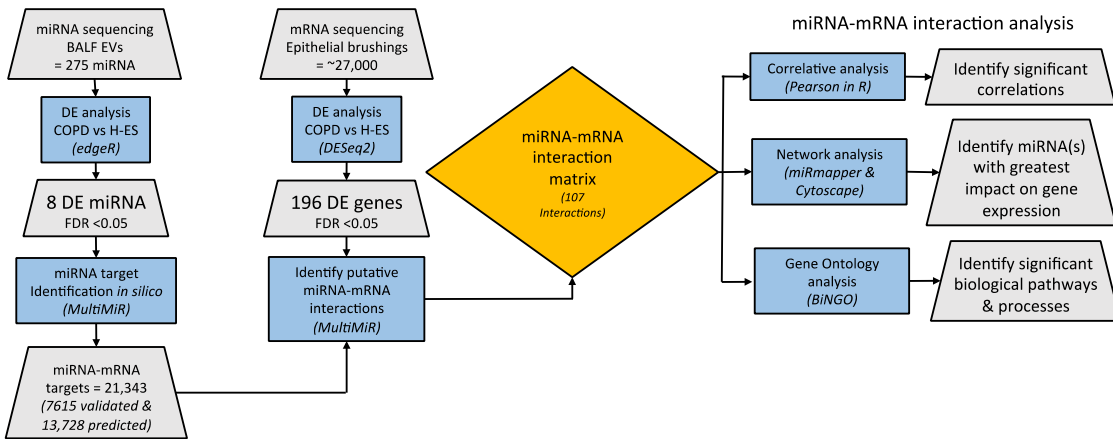 miRNA sequencing
BALF EVs
= 275 miRNA
DE analysis
COPD vs H-ES
(edgeR)
8 DE miRNA
FDR <0.05
miRNA target
Identification in silico
(MultiMiR)
miRNA-mRNA
targets = 21,343
(7615 validated &
13,728 predicted)
mRNA sequencing
Epithelial brushings
= ~27,000
DE analysis
COPD vs H-ES
(DESeq2)
196 DE genes
FDR <0.05
Identify putative
miRNA-mRNA
interactions
(MultiMiR)
miRNA-mRNA
interaction
matrix
(107
Interactions)
miRNA-mRNA interaction analysis
Correlative analysis
(Pearson in R)
Identify significant
correlations
Network analysis
(miRmapper &
Cytoscape)
Identify miRNA(s)
with greatest
impact on gene
expression
Gene Ontology
analysis
(BiNGO)
Identify significant
biological pathways
& processes